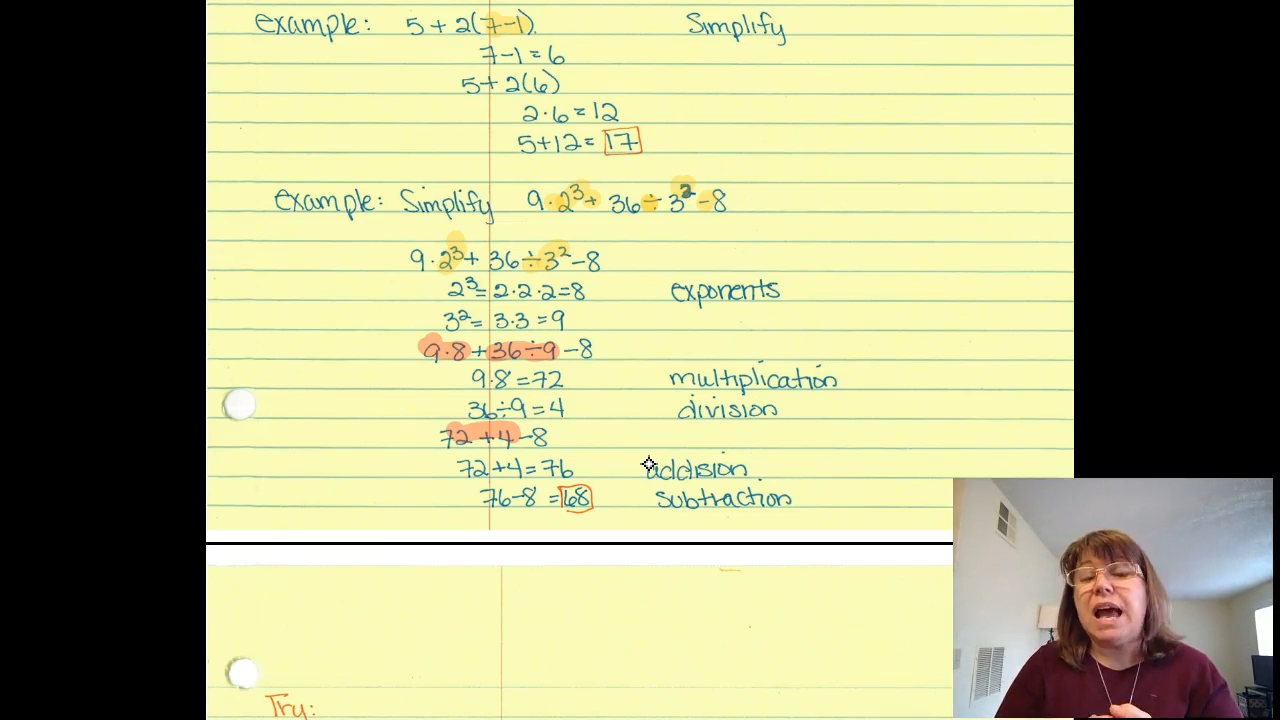 example: 5 + 2(7-1). Simplify
7-1 = 6
5+ 2(6)
2·6 = 12
5+12 = 17
example: Simplify 9·2³+ 36 ÷ 3² -8
9·2³+ 36÷3²-8
2³= 2·2·2=8 exponents
3²= 3·3 = 9
9·8 + 36÷9 -8
9·8 = 72 multiplication
36÷9 = 4 division
72 +4 -8
72+4 = 76 addision
76-8 = 68 subtraction
Try: